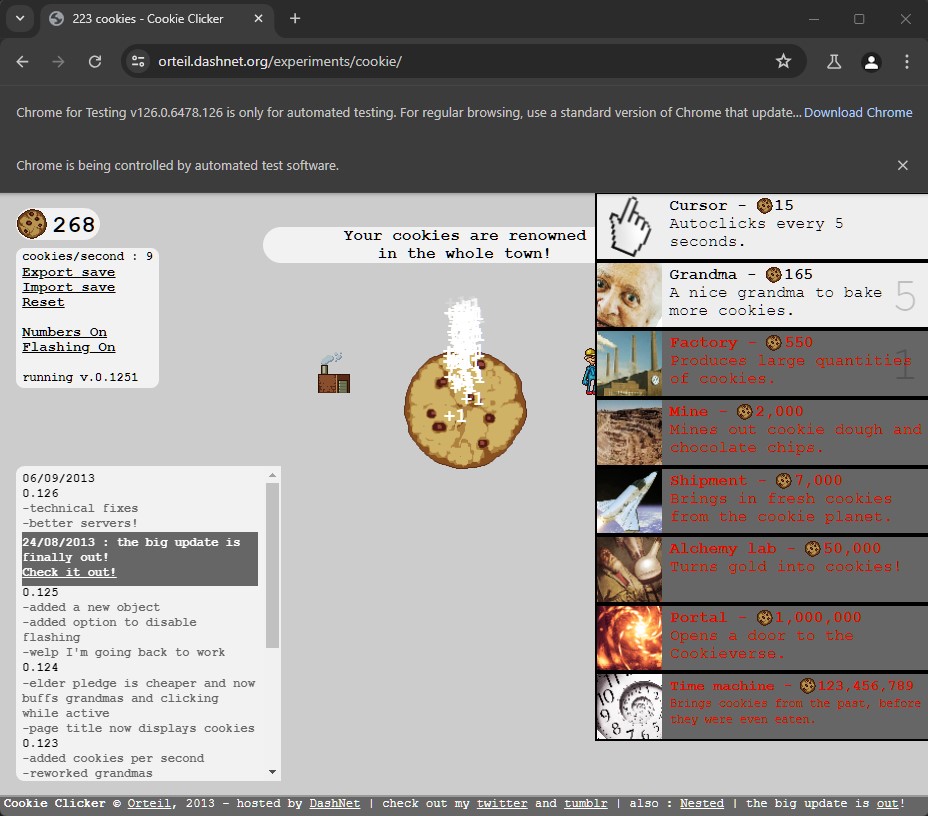 223 cookies - Cookie Clicker
orteil.dashnet.org/experiments/cookie/
Chrome for Testing v126.0.6478.126 is only for automated testing. For regular browsing, use a standard version of Chrome that update... Download Chrome
Chrome is being controlled by automated test software.
268
cookies/second : 9
Export save
Import save
Reset
Numbers On
Flashing On
running v.0.1251
Your cookies are renowned
in the whole town!
+1
+1
Cursor - 15
Autoclicks every 5
seconds.
Grandma - 165
A nice grandma to bake
more cookies.
5
Factory - 550
Produces large quantities
of cookies.
1
Mine - 2,000
Mines out cookie dough and
chocolate chips.
Shipment - 7,000
Brings in fresh cookies
from the cookie planet.
Alchemy lab - 50,000
Turns gold into cookies!
Portal - 1,000,000
Opens a door to the
Cookieverse.
Time machine - 123,456,789
Brings cookies from the past, before
they were even eaten.
06/09/2013
0.126
-technical fixes
-better servers!
24/08/2013 : the big update is
finally out!
Check it out!
0.125
-added a new object
-added option to disable
flashing
-welp I'm going back to work
0.124
-elder pledge is cheaper and now
buffs grandmas and clicking
while active
-page title now displays cookies
0.123
-added cookies per second
-reworked grandmas
Cookie Clicker © Orteil, 2013 - hosted by DashNet | check out my twitter and tumblr | also : Nested | the big update is out!